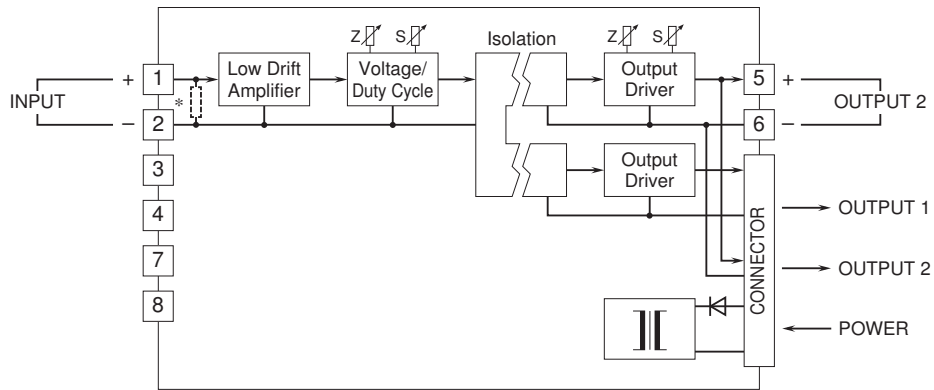 Z S Isolation Z S
+ 1 Low Drift Amplifier Voltage/ Duty Cycle Output Driver 5 +
INPUT * OUTPUT 2
− 2 6 −
3 Output Driver
4 OUTPUT 1
7 CONNECTOR OUTPUT 2
8 POWER